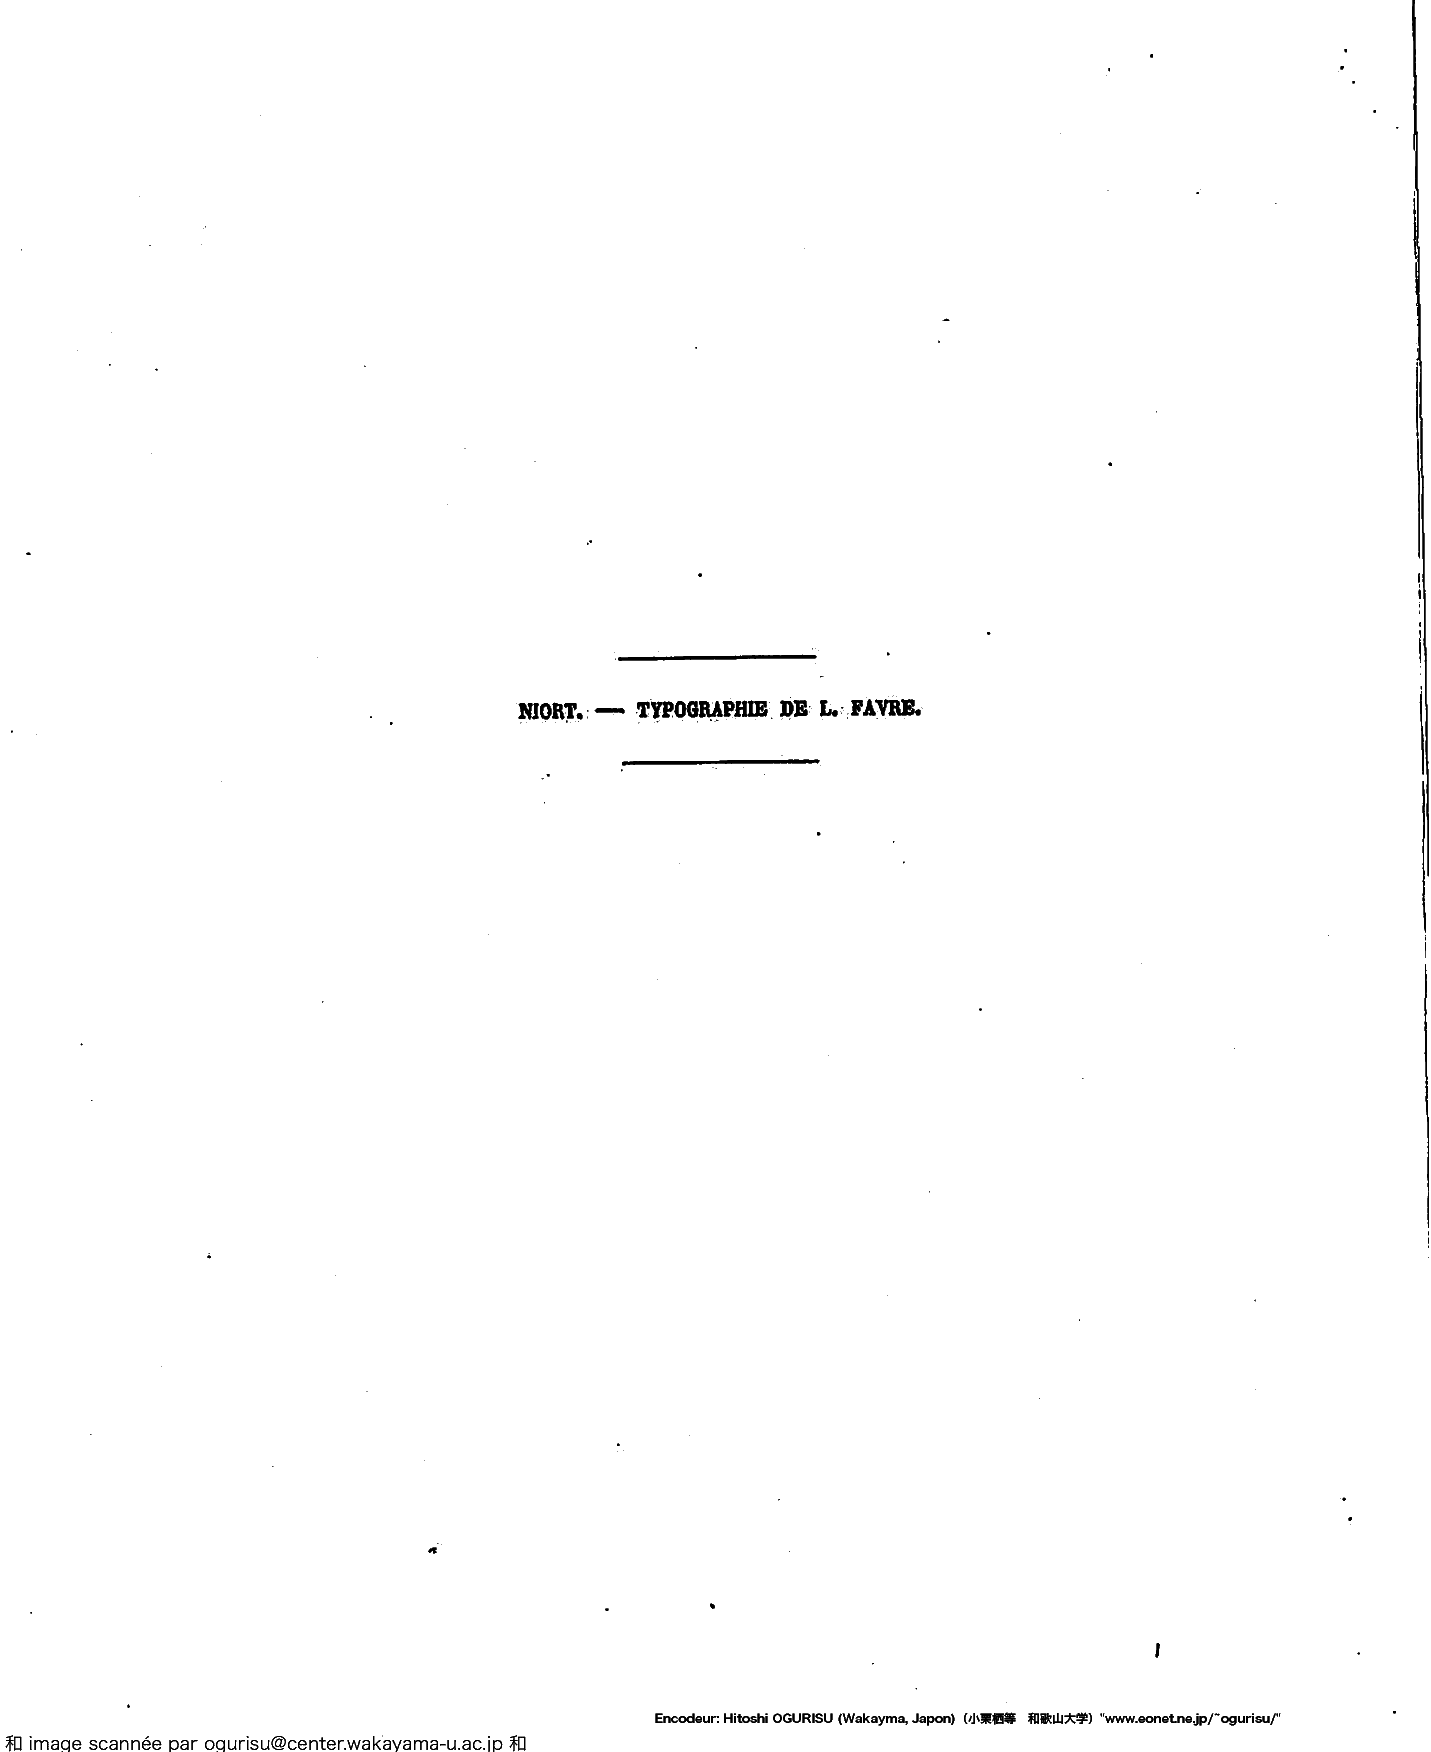 NIORT. — TYPOGRAPHIE DE L. FAVRE.
Encodeur: Hitoshi OGURISU (Wakayma, Japon) (小栗栖等 和歌山大学) "www.eonet.ne.jp/~ogurisu/"
和 image scannée par ogurisu@center.wakayama-u.ac.jp 和